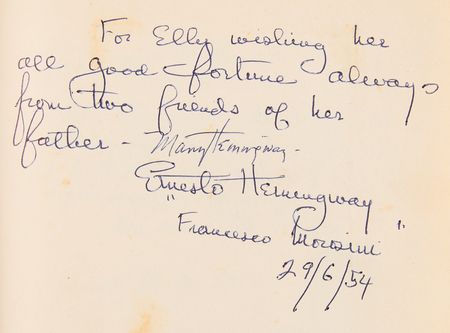 For Elly wishing her
all good fortune always
from two friends of her
father - Mary Hemingway -
Ernesto Hemingway
"Francesco Morosini"
29/6/54